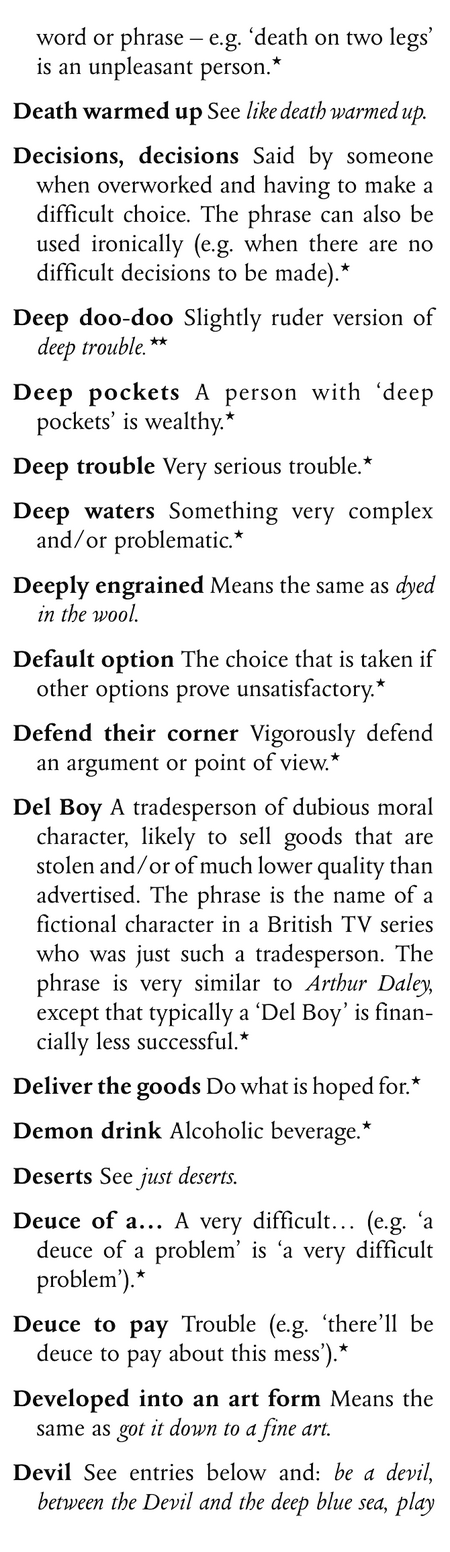 word or phrase – e.g. ‘death on two legs’
is an unpleasant person.★
Death warmed up See like death warmed up.
Decisions, decisions Said by someone
when overworked and having to make a
difficult choice. The phrase can also be
used ironically (e.g. when there are no
difficult decisions to be made).★
Deep doo-doo Slightly ruder version of
deep trouble.★★
Deep pockets A person with ‘deep
pockets’ is wealthy.★
Deep trouble Very serious trouble.★
Deep waters Something very complex
and/or problematic.★
Deeply engrained Means the same as dyed
in the wool.
Default option The choice that is taken if
other options prove unsatisfactory.★
Defend their corner Vigorously defend
an argument or point of view.★
Del Boy A tradesperson of dubious moral
character, likely to sell goods that are
stolen and/or of much lower quality than
advertised. The phrase is the name of a
fictional character in a British TV series
who was just such a tradesperson. The
phrase is very similar to Arthur Daley,
except that typically a ‘Del Boy’ is finan-
cially less successful.★
Deliver the goods Do what is hoped for.★
Demon drink Alcoholic beverage.★
Deserts See just deserts.
Deuce of a… A very difficult… (e.g. ‘a
deuce of a problem’ is ‘a very difficult
problem’).★
Deuce to pay Trouble (e.g. ‘there’ll be
deuce to pay about this mess’).★
Developed into an art form Means the
same as got it down to a fine art.
Devil See entries below and: be a devil,
between the Devil and the deep blue sea, play